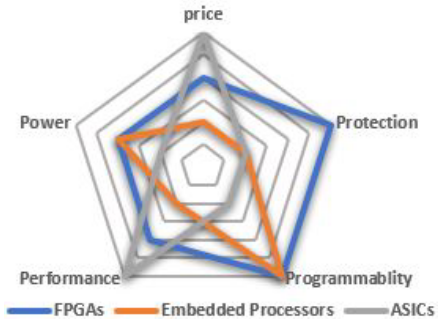 price
Power
Protection
Performance
Programmablity
FPGAs
Embedded Processors
ASICs